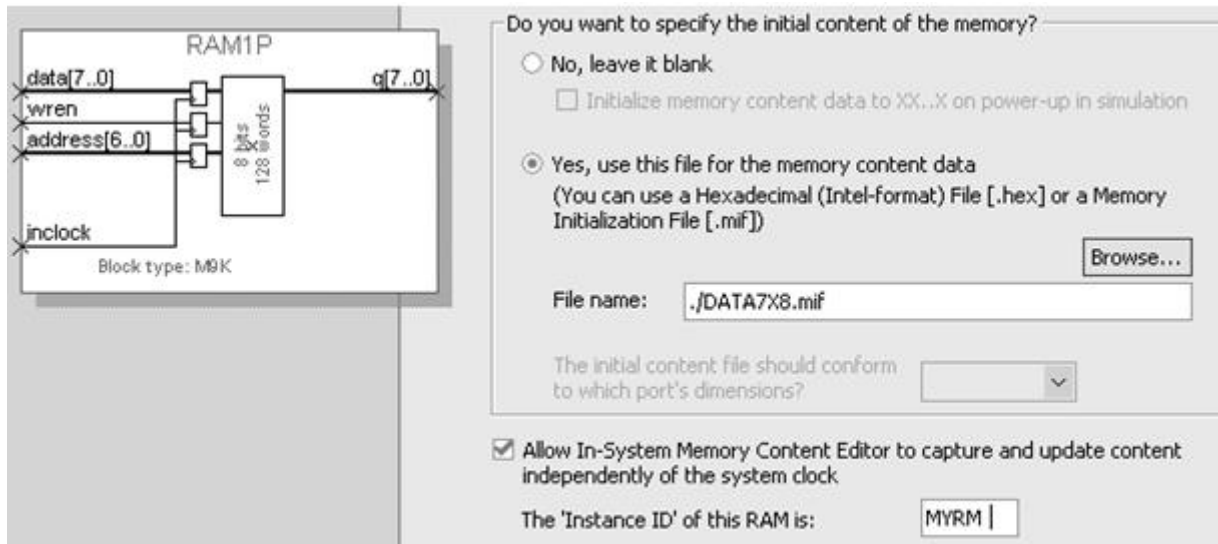 RAM1P
data[7..0]
q[7..0]
wren
address[6..0]
8 bits
X
128 words
inclock
Block type: M9K
Do you want to specify the initial content of the memory?
No, leave it blank
Initialize memory content data to XX..X on power-up in simulation
Yes, use this file for the memory content data
(You can use a Hexadecimal (Intel-format) File [.hex] or a Memory
Initialization File [.mif])
Browse...
File name:
./DATA7X8.mif
The initial content file should conform
to which port's dimensions?
Allow In-System Memory Content Editor to capture and update content
independently of the system clock
The 'Instance ID' of this RAM is:
MYRM